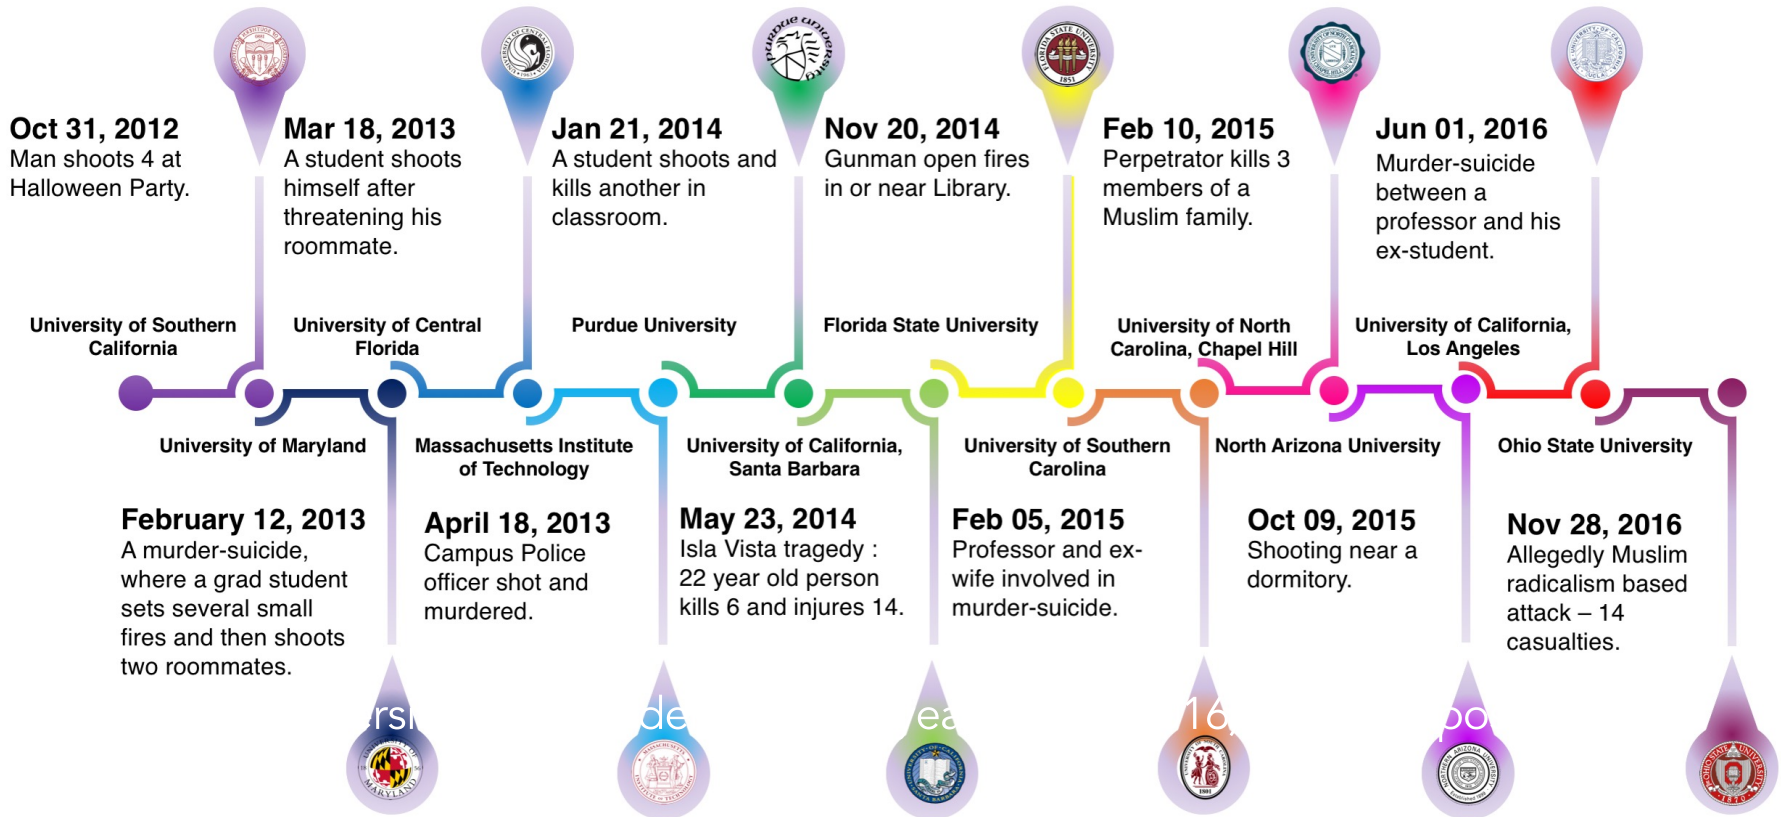 Oct 31, 2012
Man shoots 4 at
Halloween Party.
Mar 18, 2013
A student shoots
himself after
threatening his
roommate.
Jan 21, 2014
A student shoots and
kills another in
classroom.
Nov 20, 2014
Gunman open fires
in or near Library.
Feb 10, 2015
Perpetrator kills 3
members of a
Muslim family.
Jun 01, 2016
Murder-suicide
between a
professor and his
ex-student.
University of Southern
California
University of Central
Florida
Purdue University
Florida State University
University of North
Carolina, Chapel Hill
University of California,
Los Angeles
University of Maryland
Massachusetts Institute
of Technology
University of California,
Santa Barbara
University of Southern
Carolina
North Arizona University
Ohio State University
February 12, 2013
A murder-suicide,
where a grad student
sets several small
fires and then shoots
two roommates.
April 18, 2013
Campus Police
officer shot and
murdered.
May 23, 2014
Isla Vista tragedy :
22 year old person
kills 6 and injures 14.
Feb 05, 2015
Professor and ex-
wife involved in
murder-suicide.
Oct 09, 2015
Shooting near a
dormitory.
Nov 28, 2016
Allegedly Muslim
radicalism based
attack – 14
casualties.